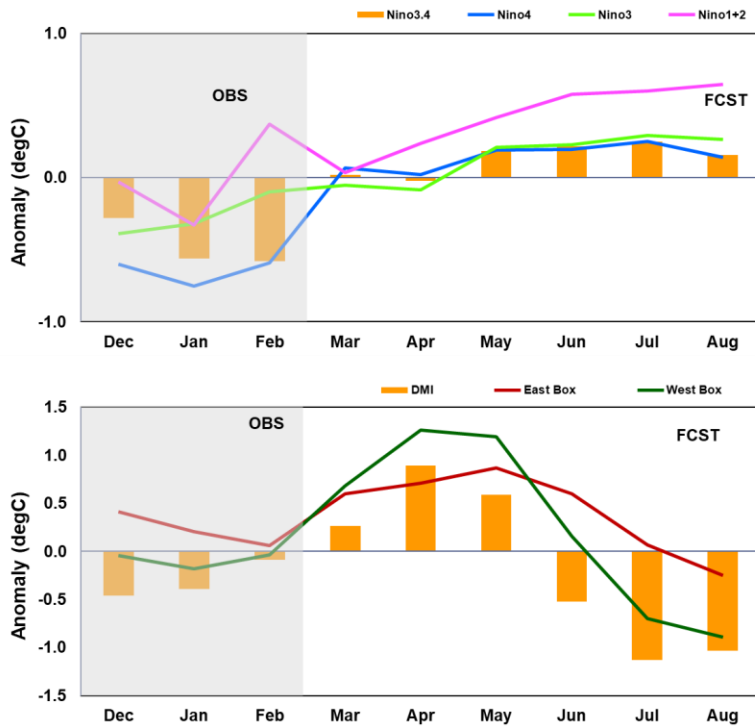 Nino3.4 Nino4 Nino3 Nino1+2
1.0
OBS
FCST
0.0
-1.0
Anomaly (degC)
Dec Jan Feb Mar Apr May Jun Jul Aug
DMI East Box West Box
1.5
OBS
FCST
1.0
0.5
0.0
-0.5
-1.0
-1.5
Anomaly (degC)
Dec Jan Feb Mar Apr May Jun Jul Aug